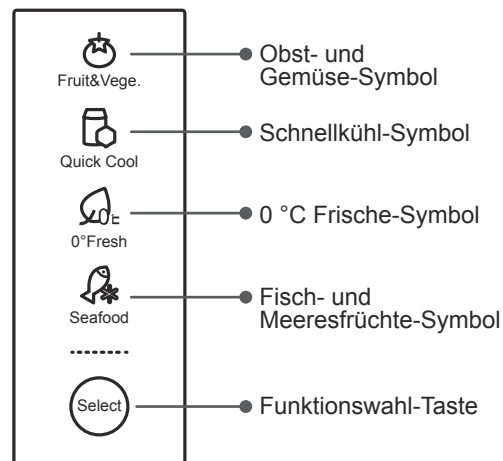 Fruit&Vege.
Obst- und
Gemüse-Symbol
Quick Cool
Schnellkühl-Symbol
0°Fresh
0 °C Frische-Symbol
Seafood
Fisch- und
Meeresfrüchte-Symbol
Select
Funktionswahl-Taste